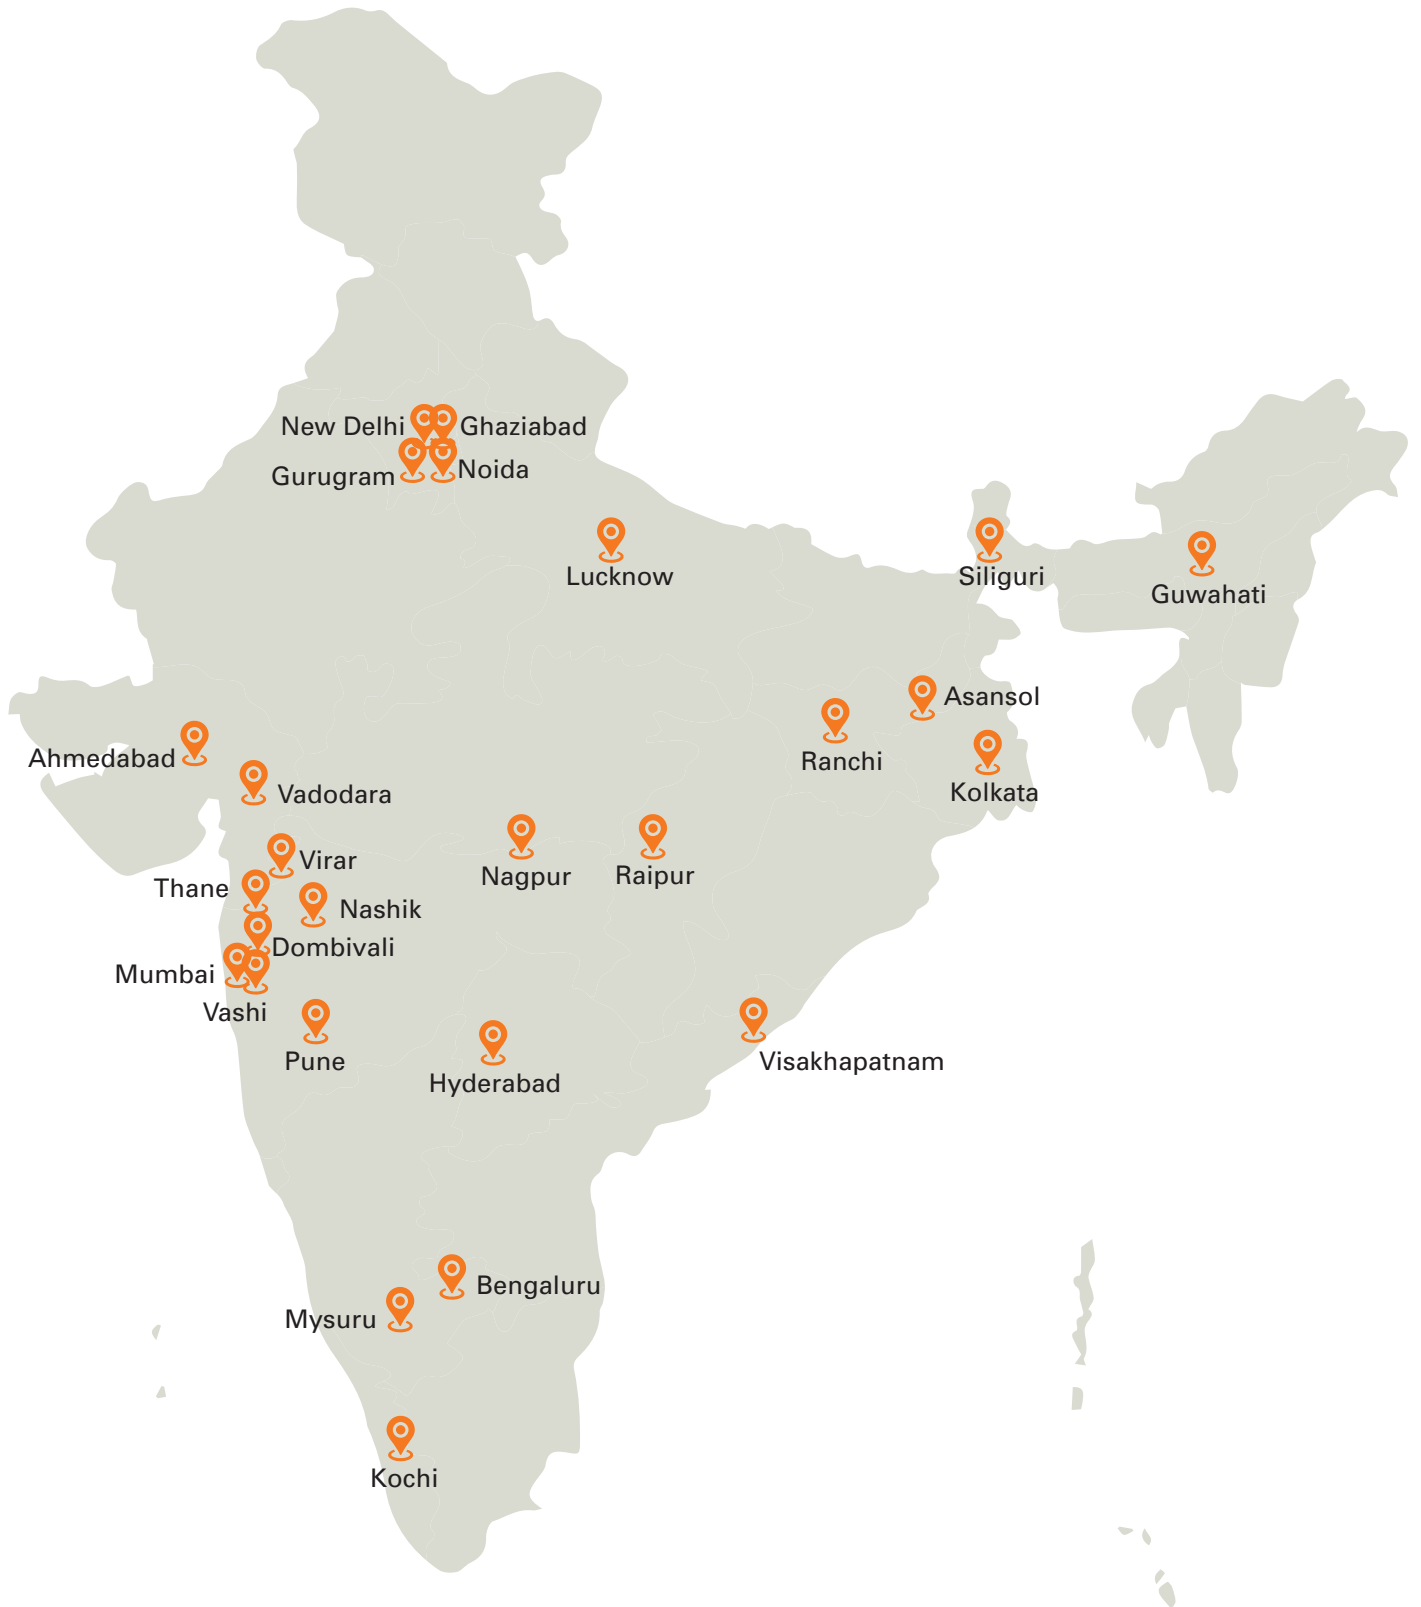 New Delhi
Ghaziabad
Gurugram
Noida
Lucknow
Siliguri
Guwahati
Asansol
Ranchi
Kolkata
Ahmedabad
Vadodara
Virar
Thane
Nashik
Nagpur
Raipur
Dombivali
Mumbai
Vashi
Pune
Hyderabad
Visakhapatnam
Bengaluru
Mysuru
Kochi